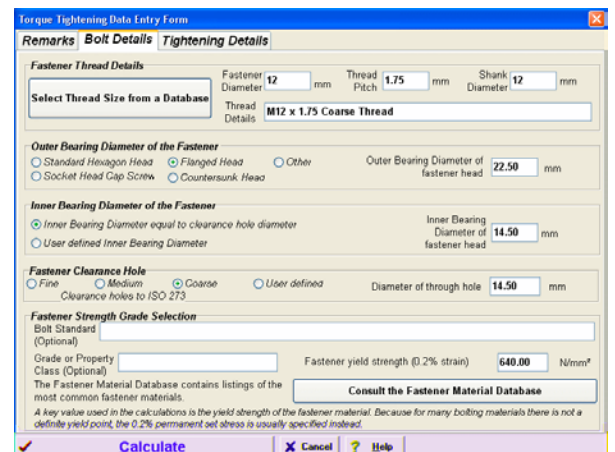 Torque Tightening Data Entry Form
Remarks Bolt Details Tightening Details
Fastener Thread Details
Select Thread Size from a Database
Fastener Diameter 12 mm Thread Pitch 1.75 mm Shank Diameter 12 mm
Thread Details M12 x 1.75 Coarse Thread
Outer Bearing Diameter of the Fastener
Standard Hexagon Head Flanged Head Other
Socket Head Cap Screw Countersunk Head
Outer Bearing Diameter of fastener head 22.50 mm
Inner Bearing Diameter of the Fastener
Inner Bearing Diameter equal to clearance hole diameter
User defined Inner Bearing Diameter
Inner Bearing Diameter of fastener head 14.50 mm
Fastener Clearance Hole
Fine Medium Coarse User defined
Clearance holes to ISO 273
Diameter of through hole 14.50 mm
Fastener Strength Grade Selection
Bolt Standard (Optional)
Grade or Property Class (Optional)
Fastener yield strength (0.2% strain) 640.00 N/mm²
The Fastener Material Database contains listings of the
most common fastener materials.
Consult the Fastener Material Database
A key value used in the calculations is the yield strength of the fastener material. Because for many bolting materials there is not a
definite yield point, the 0.2% permanent set stress is usually specified instead.
Calculate X Cancel ? Help